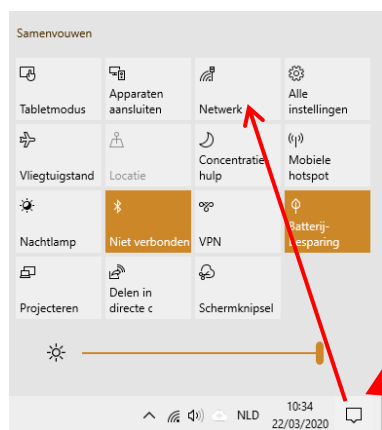 Samenvouwen
Tabletmodus
Apparaten
aansluiten
Netwerk
Alle
instellingen
Vliegtuigstand
Locatie
Concentratie-
hulp
Mobiele
hotspot
Nachtlamp
Niet verbonden
VPN
Batterij-
besparing
Projecteren
Delen in
directe c
Schermknipsel
NLD
10:34
22/03/2020